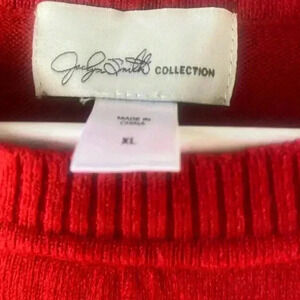 Jaclyn Smith COLLECTION
MADE IN
CHINA
XL